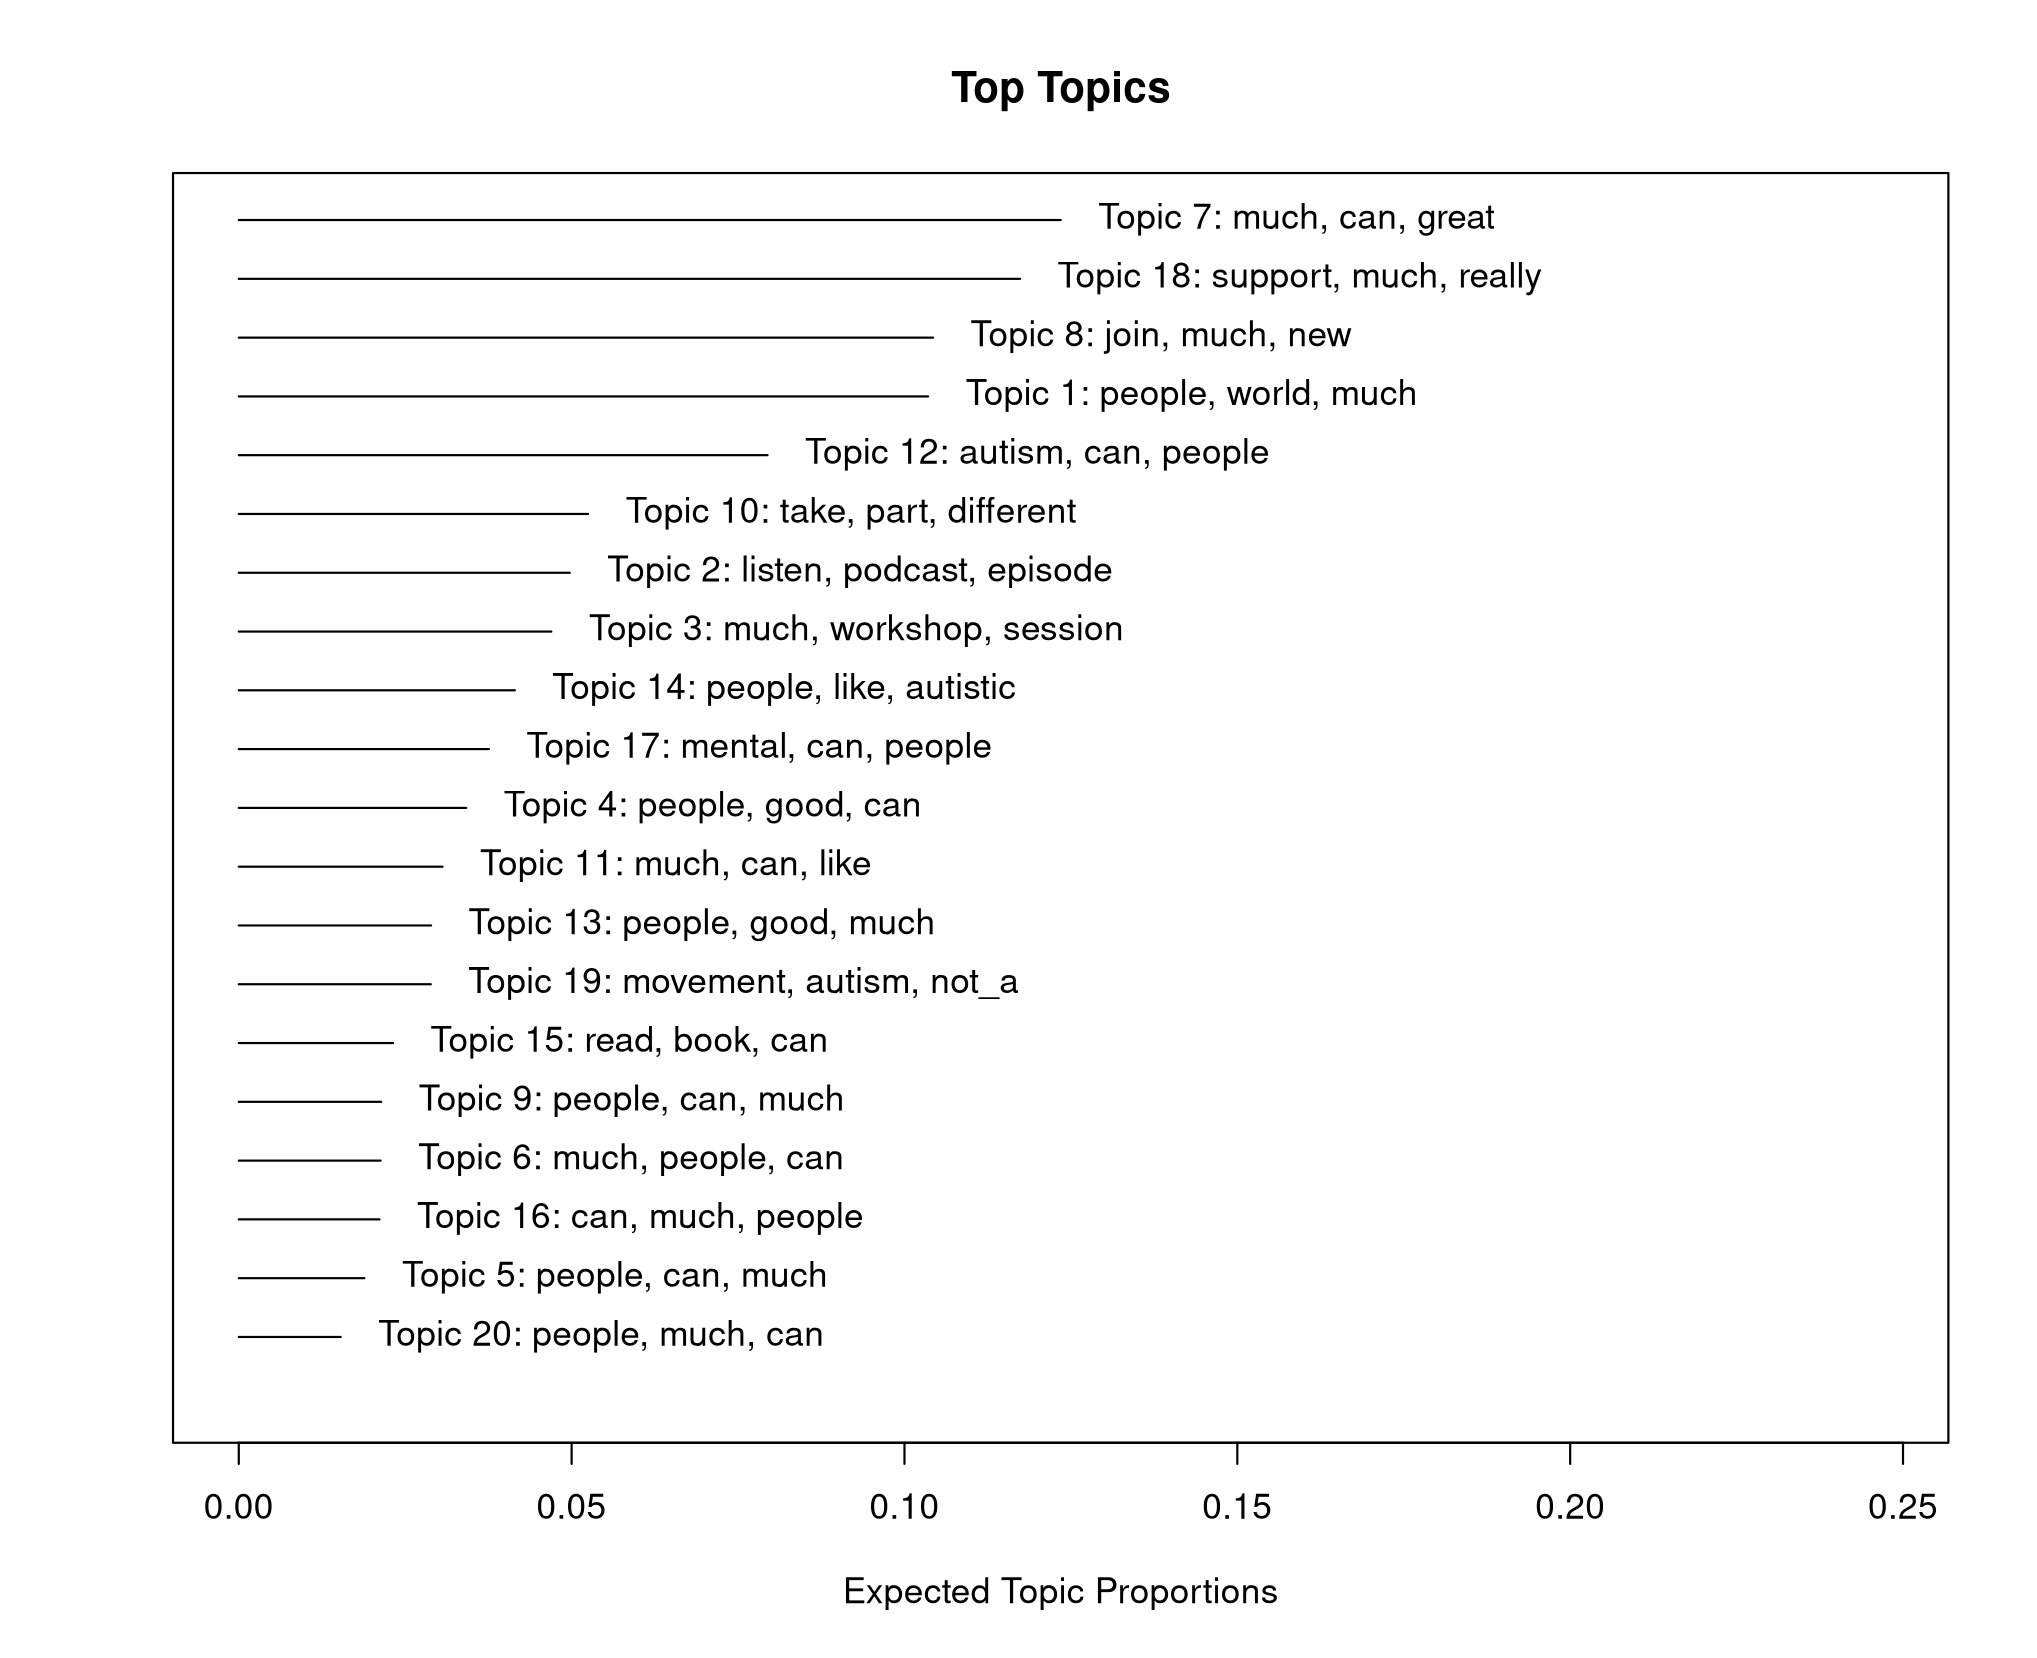 Top Topics
Topic 7: much, can, great
Topic 18: support, much, really
Topic 8: join, much, new
Topic 1: people, world, much
Topic 12: autism, can, people
Topic 10: take, part, different
Topic 2: listen, podcast, episode
Topic 3: much, workshop, session
Topic 14: people, like, autistic
Topic 17: mental, can, people
Topic 4: people, good, can
Topic 11: much, can, like
Topic 13: people, good, much
Topic 19: movement, autism, not_a
Topic 15: read, book, can
Topic 9: people, can, much
Topic 6: much, people, can
Topic 16: can, much, people
Topic 5: people, can, much
Topic 20: people, much, can
0.00 0.05 0.10 0.15 0.20 0.25
Expected Topic Proportions